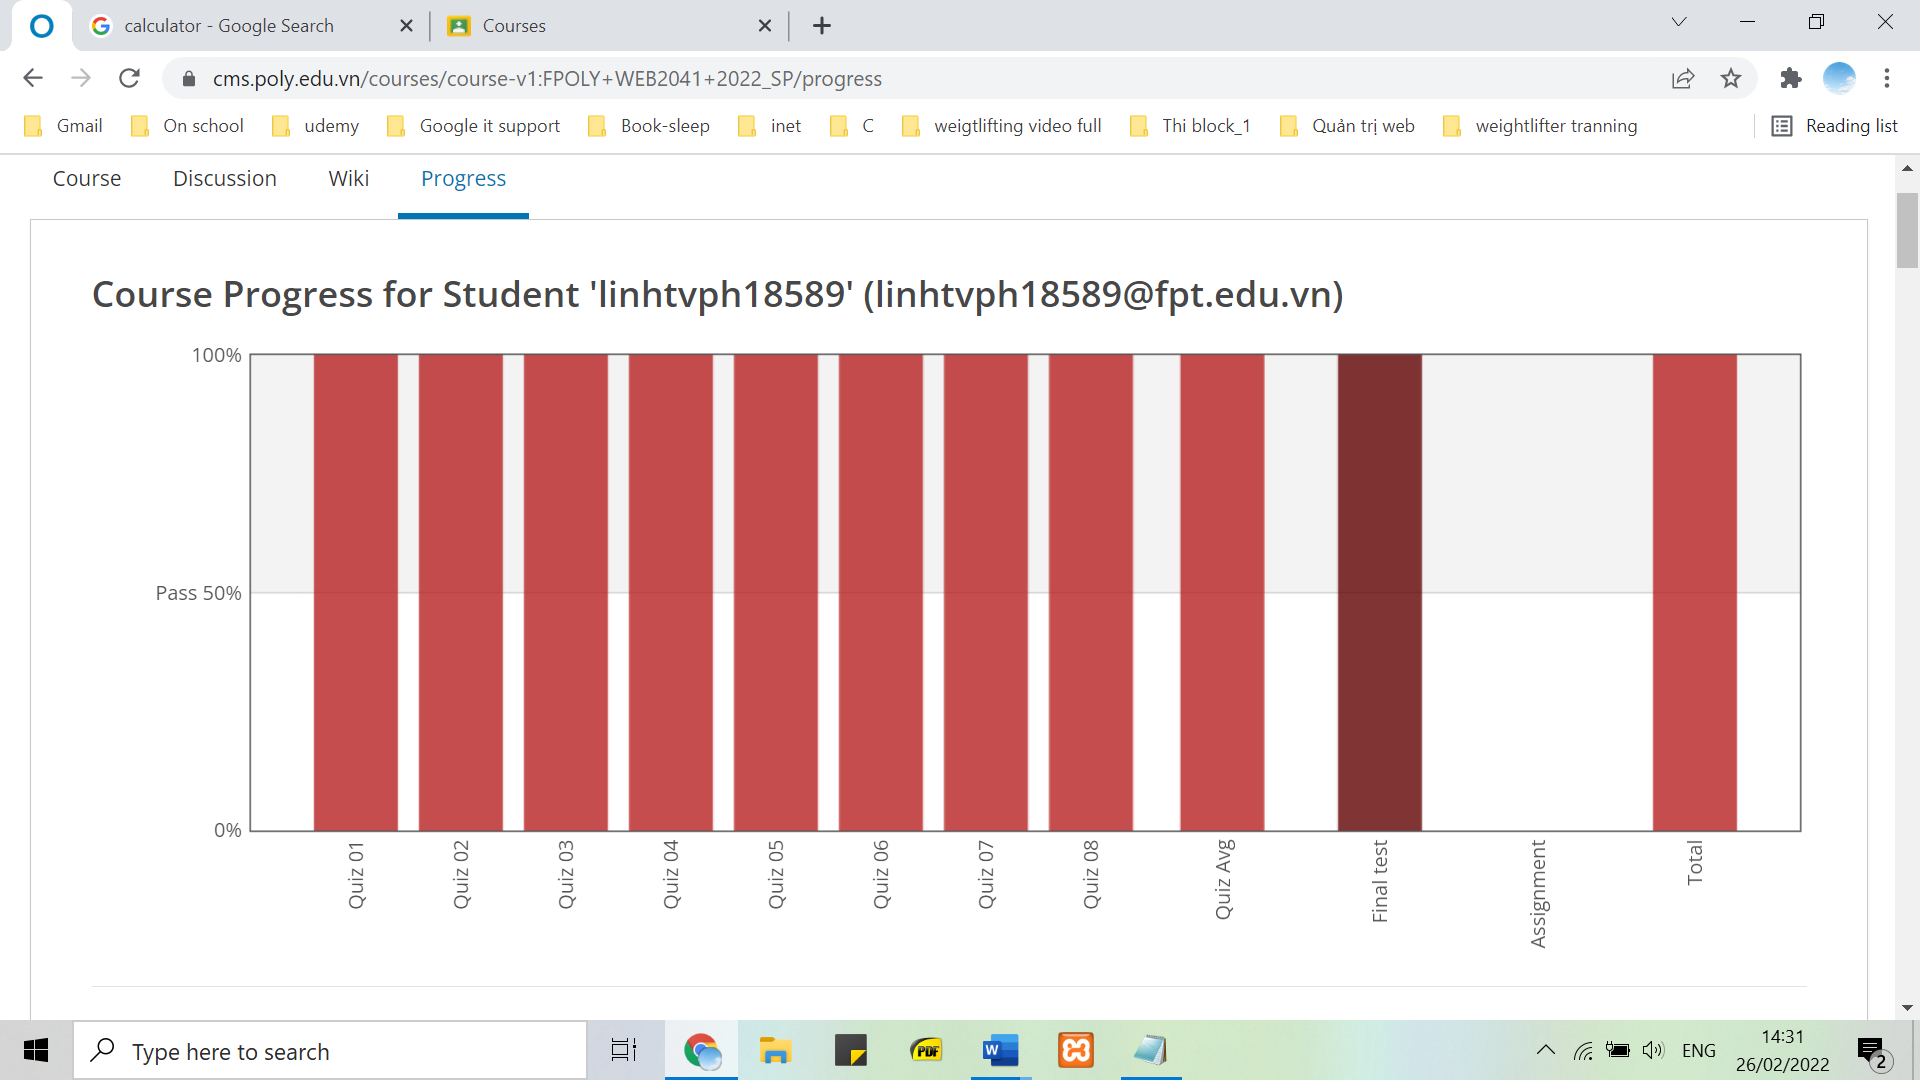 calculator - Google Search
Courses
cms.poly.edu.vn/courses/course-v1:FPOLY+WEB2041+2022_SP/progress
Gmail On school udemy Google it support Book-sleep inet C weigtlifting video full Thi block_1 Quản trị web weightlifter tranning Reading list
Course Discussion Wiki Progress
Course Progress for Student 'linhtvph18589' (linhtvph18589@fpt.edu.vn)
100%
Pass 50%
0%
Quiz 01
Quiz 02
Quiz 03
Quiz 04
Quiz 05
Quiz 06
Quiz 07
Quiz 08
Quiz Avg
Final test
Assignment
Total
Type here to search
PDF
W
ENG
14:31
26/02/2022
2